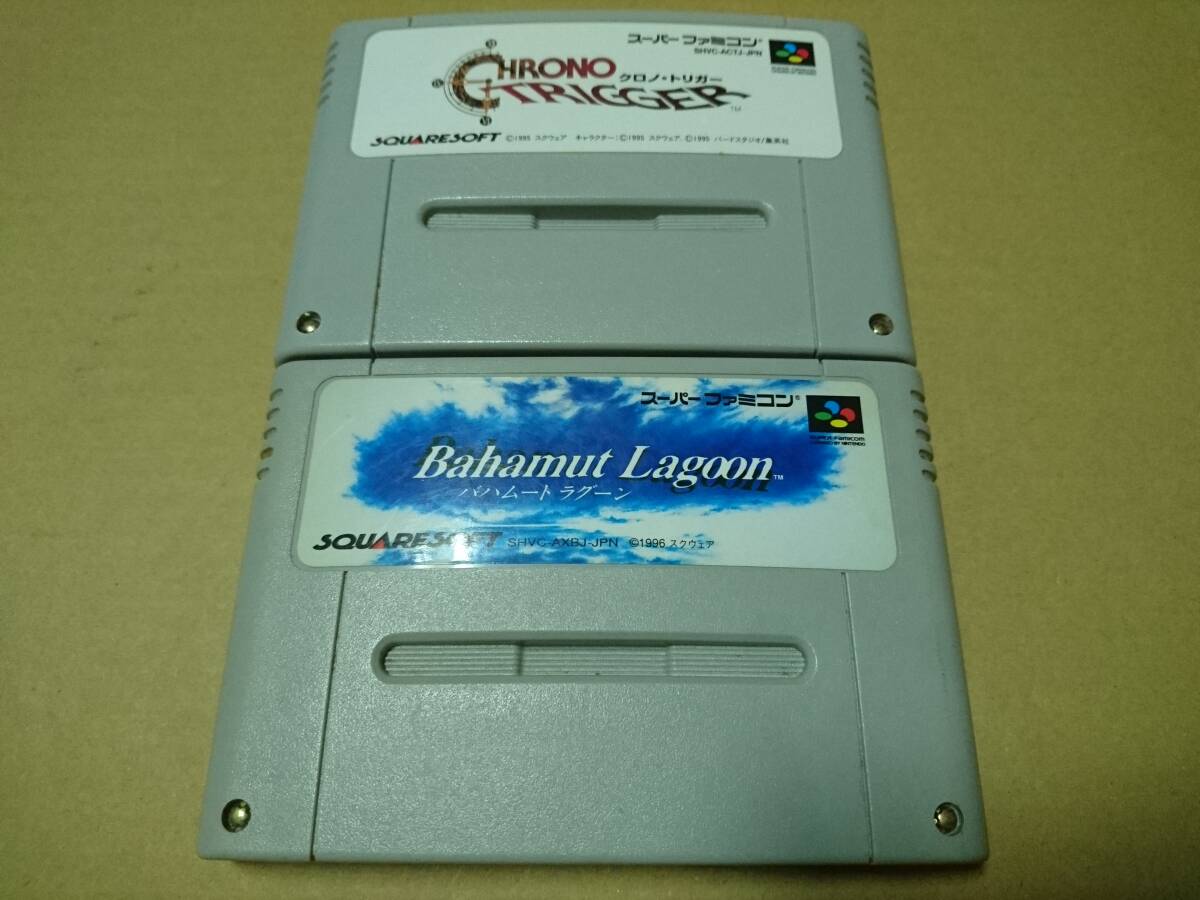 スーパーファミコン®
SHVC-ACTJ-JPN
CHRONO
クロノ・トリガー
TRIGGER™
SQUARESOFT ©1995 スクウェア キャラクター：©1995 スクウェア, ©1995 バードスタジオ/集英社
スーパーファミコン®
SUPER FAMICOM
Bahamut Lagoon™
バハムート ラグーン
SQUARESOFT SHVC-AXBJ-JPN ©1996 スクウェア